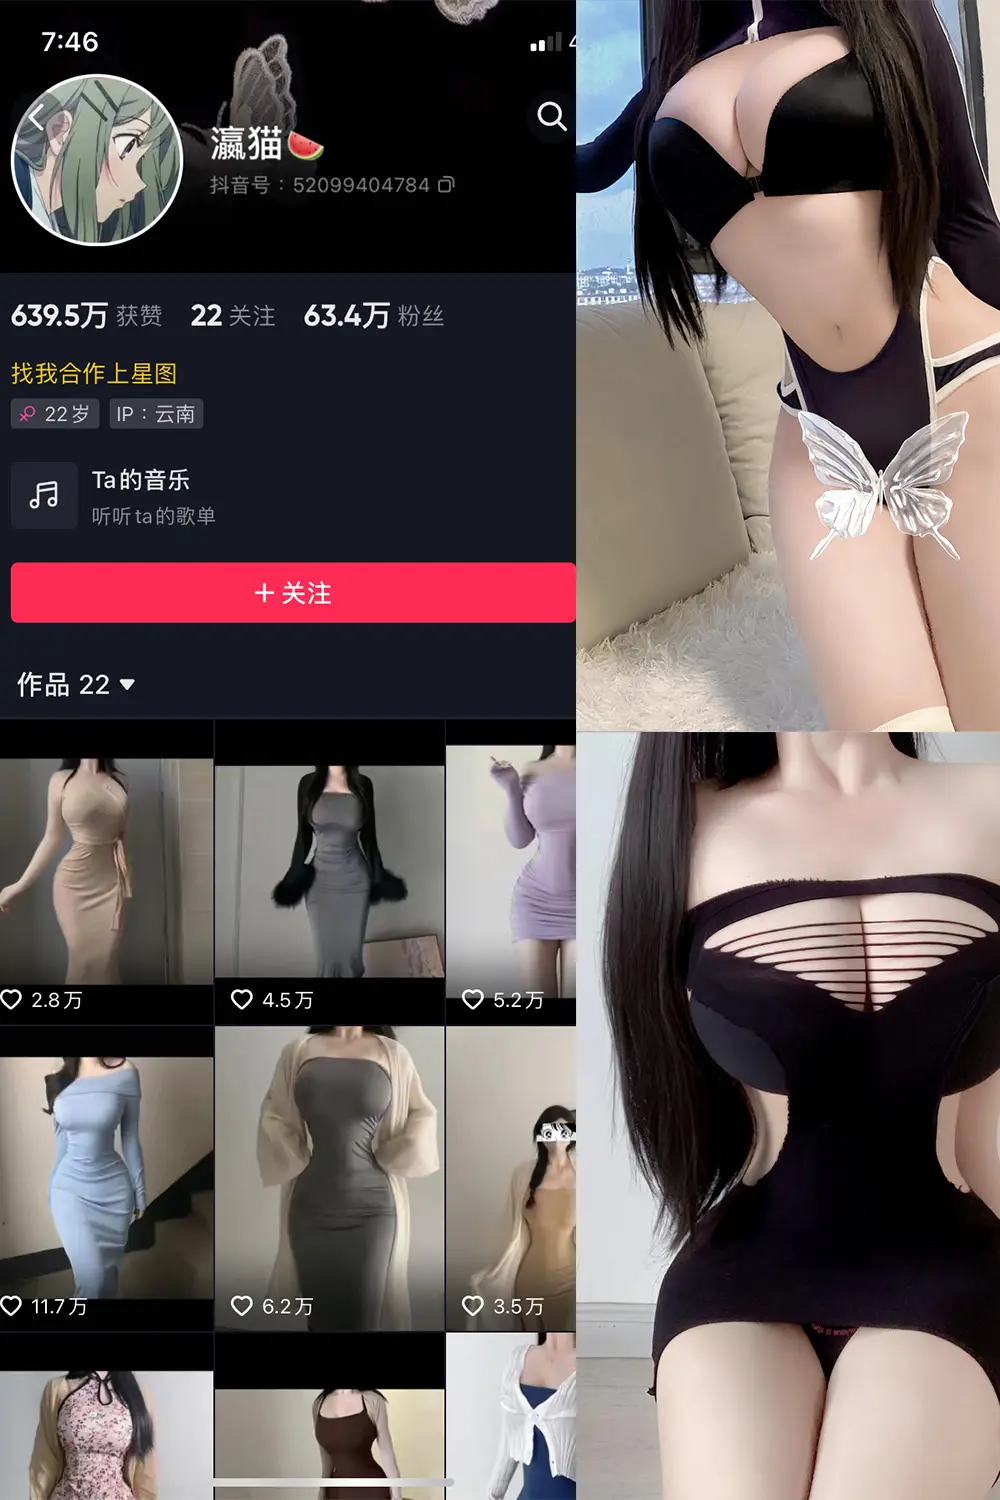 7:46
4
瀛猫🍉
抖音号：52099404784
639.5万 获赞 22 关注 63.4万 粉丝
找我合作上星图
22岁 IP：云南
Ta的音乐
听听ta的歌单
+ 关注
作品 22
2.8万 4.5万 5.2万
11.7万 6.2万 3.5万